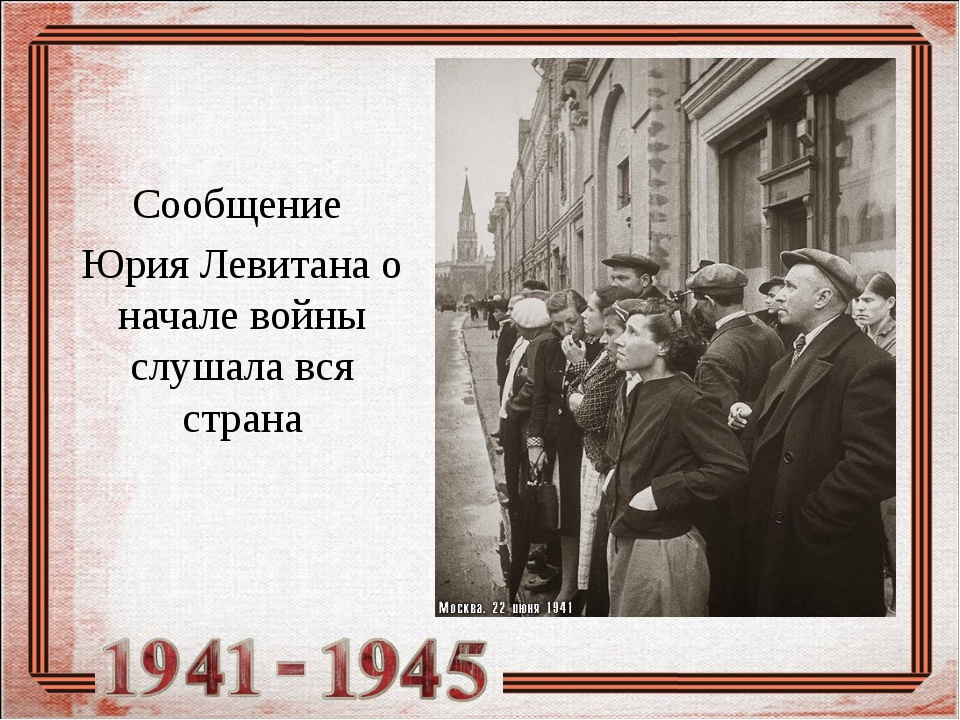 Сообщение
Юрия Левитана о
начале войны
слушала вся
страна
Москва. 22 июня 1941
1941 - 1945